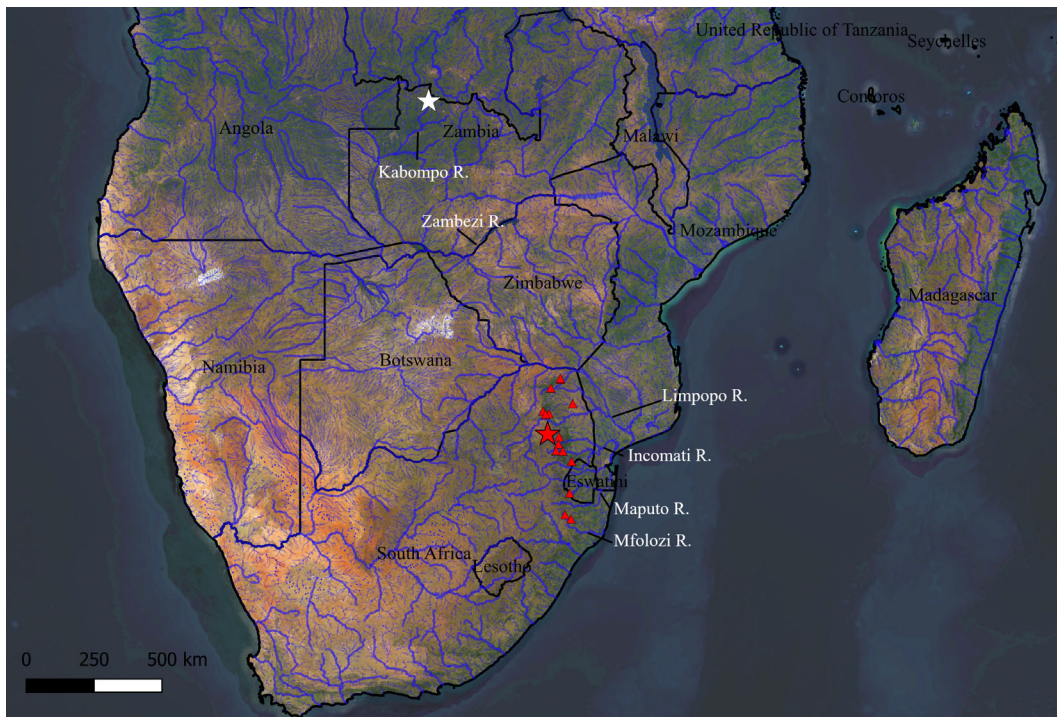 United Republic of Tanzania
Seychelles
Comoros
Angola
Zambia
Malawi
Kabompo R.
Zambezi R.
Mozambique
Zimbabwe
Madagascar
Namibia
Botswana
Limpopo R.
Incomati R.
Eswatini
Maputo R.
Mfolozi R.
South Africa
Lesotho
0 250 500 km